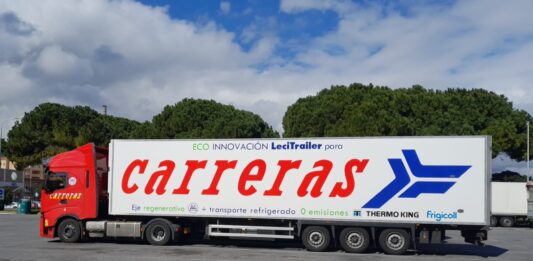 ECO INNOVACIÓN LeciTrailer para
carreras
Eje regenerativo + transporte refrigerado 0 emisiones THERMO KING Frigicoll
carreras